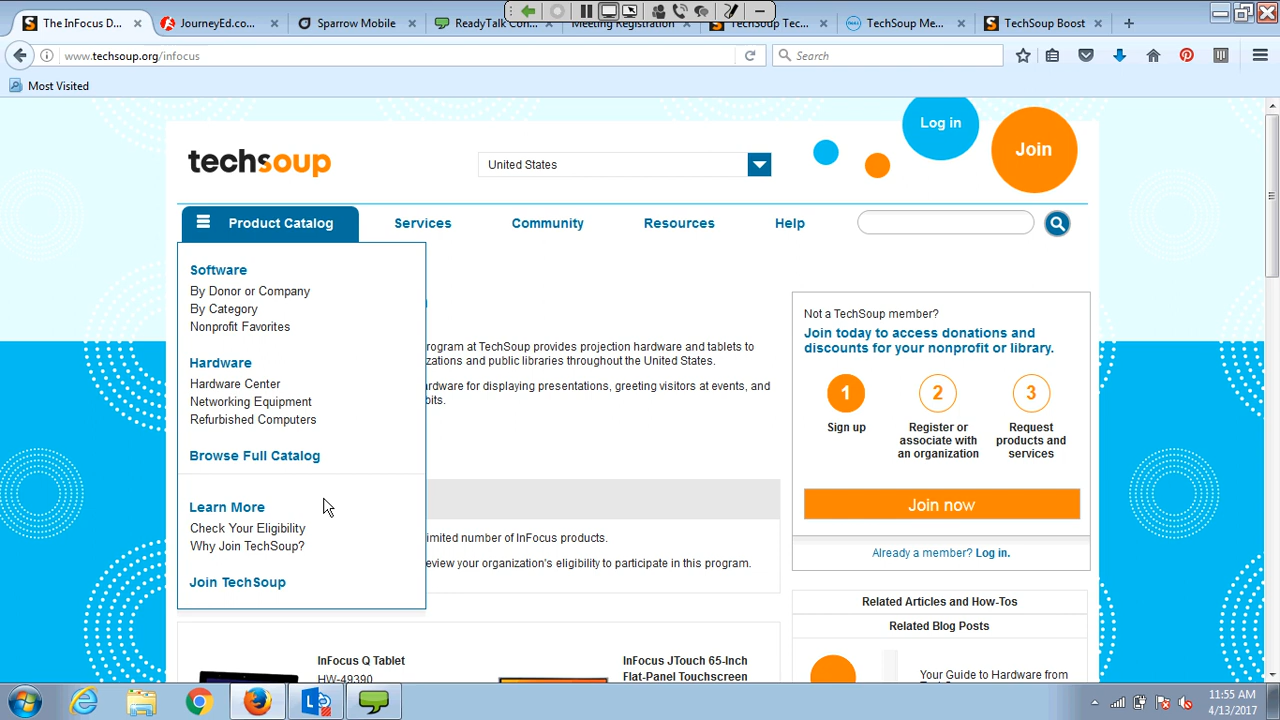 The InFocus D...
JourneyEd.co...
Sparrow Mobile
ReadyTalk Con...
Meeting Registration
TechSoup Tec...
TechSoup Me...
TechSoup Boost
www.techsoup.org/infocus
Search
Most Visited
Log in
Join
techsoup
United States
Product Catalog
Services
Community
Resources
Help
Software
By Donor or Company
By Category
Nonprofit Favorites
Hardware
Hardware Center
Networking Equipment
Refurbished Computers
Browse Full Catalog
Learn More
Check Your Eligibility
Why Join TechSoup?
Join TechSoup
rogram at TechSoup provides projection hardware and tablets to
zations and public libraries throughout the United States.
ardware for displaying presentations, greeting visitors at events, and
bits.
imited number of InFocus products.
eview your organization's eligibility to participate in this program.
InFocus Q Tablet
HW-49390
InFocus JTouch 65-Inch
Flat-Panel Touchscreen
Not a TechSoup member?
Join today to access donations and
discounts for your nonprofit or library.
1
2
3
Sign up
Register or
associate with
an organization
Request
products and
services
Join now
Already a member? Log in.
Related Articles and How-Tos
Related Blog Posts
Your Guide to Hardware from
11:55 AM
4/13/2017